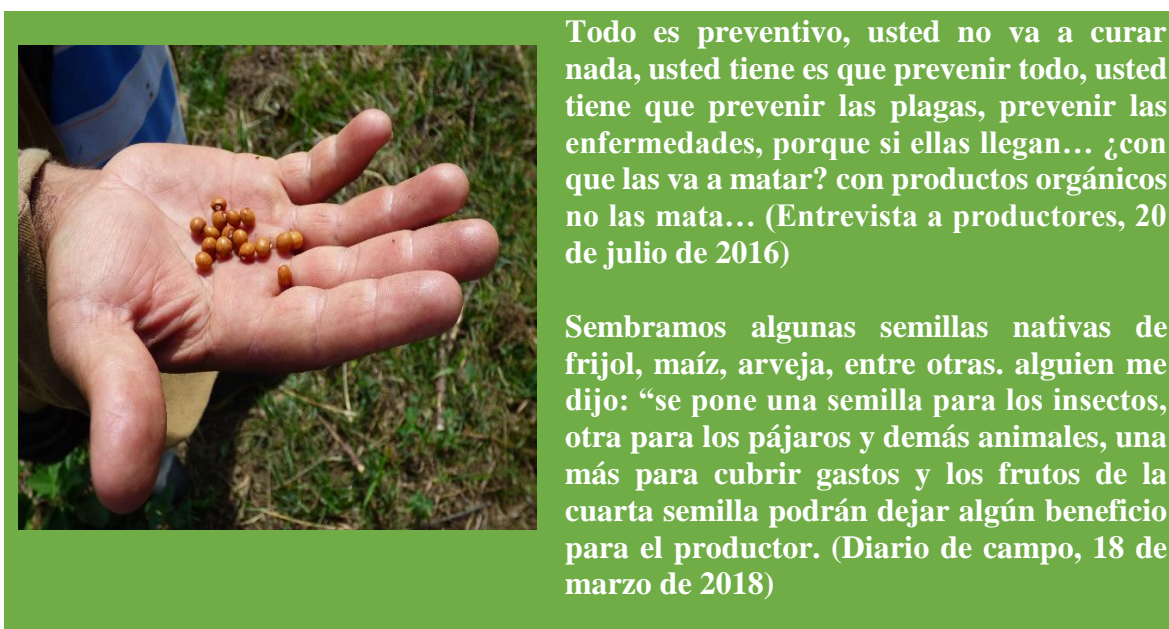 Todo es preventivo, usted no va a curar
nada, usted tiene es que prevenir todo, usted
tiene que prevenir las plagas, prevenir las
enfermedades, porque si ellas llegan… ¿con
que las va a matar? con productos orgánicos
no las mata… (Entrevista a productores, 20
de julio de 2016)
Sembramos algunas semillas nativas de
frijol, maíz, arveja, entre otras. alguien me
dijo: “se pone una semilla para los insectos,
otra para los pájaros y demás animales, una
más para cubrir gastos y los frutos de la
cuarta semilla podrán dejar algún beneficio
para el productor. (Diario de campo, 18 de
marzo de 2018)